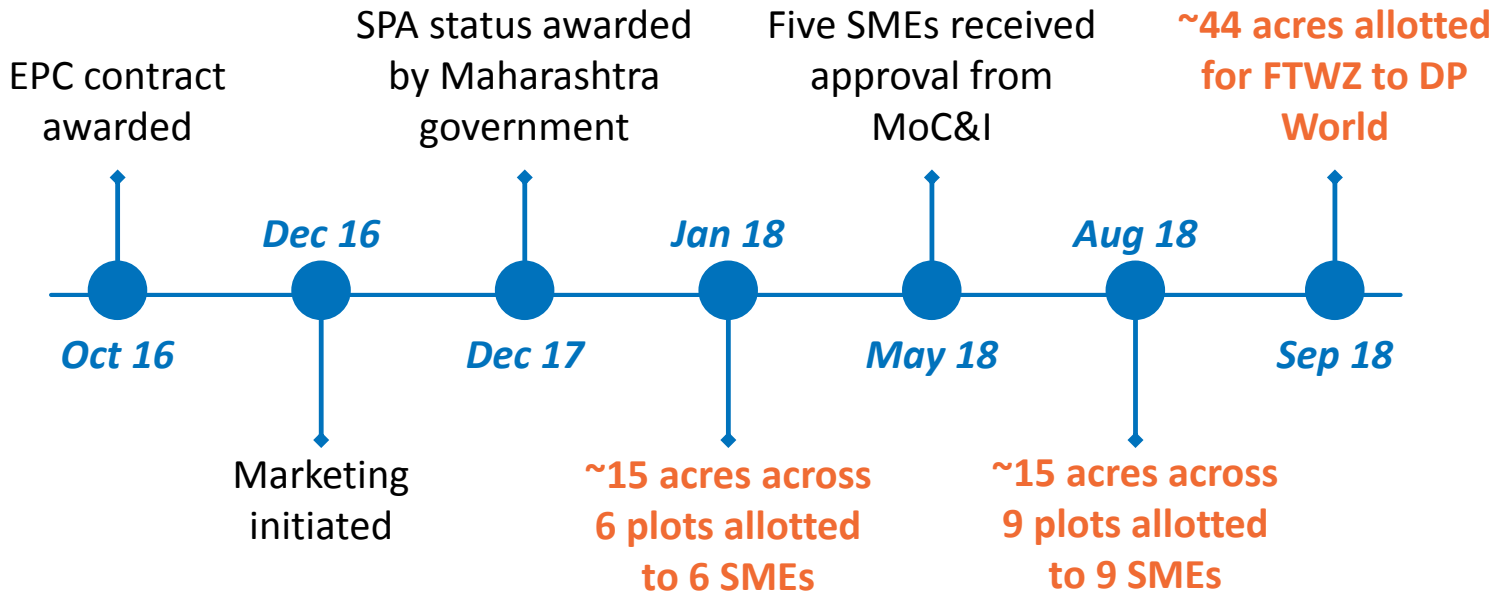 EPC contract
awarded
SPA status awarded
by Maharashtra
government
Five SMEs received
approval from
MoC&I
~44 acres allotted
for FTWZ to DP
World
Dec 16
Jan 18
Aug 18
Oct 16
Dec 17
May 18
Sep 18
Marketing
initiated
~15 acres across
6 plots allotted
to 6 SMEs
~15 acres across
9 plots allotted
to 9 SMEs